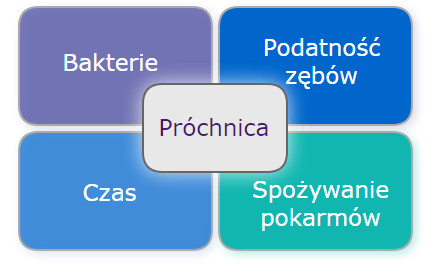 Bakterie
Podatność
zębów
Próchnica
Czas
Spożywanie
pokarmów